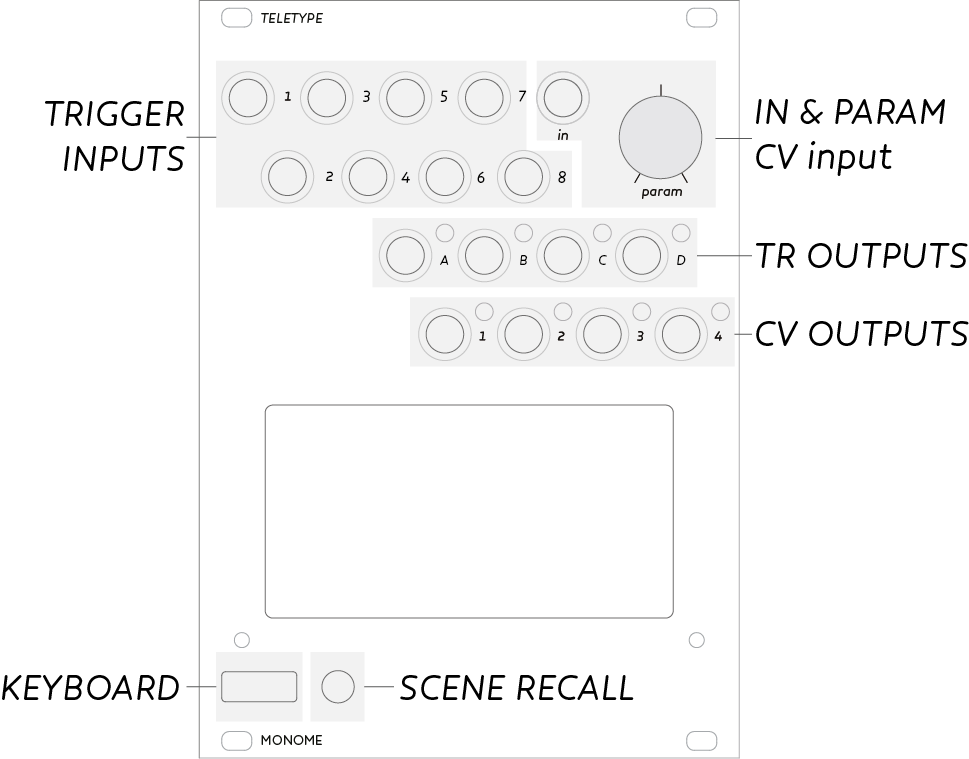 TELETYPE
TRIGGER
INPUTS
1 3 5 7
in
2 4 6 8
param
IN & PARAM
CV input
A B C D
TR OUTPUTS
1 2 3 4
CV OUTPUTS
KEYBOARD
SCENE RECALL
MONOME